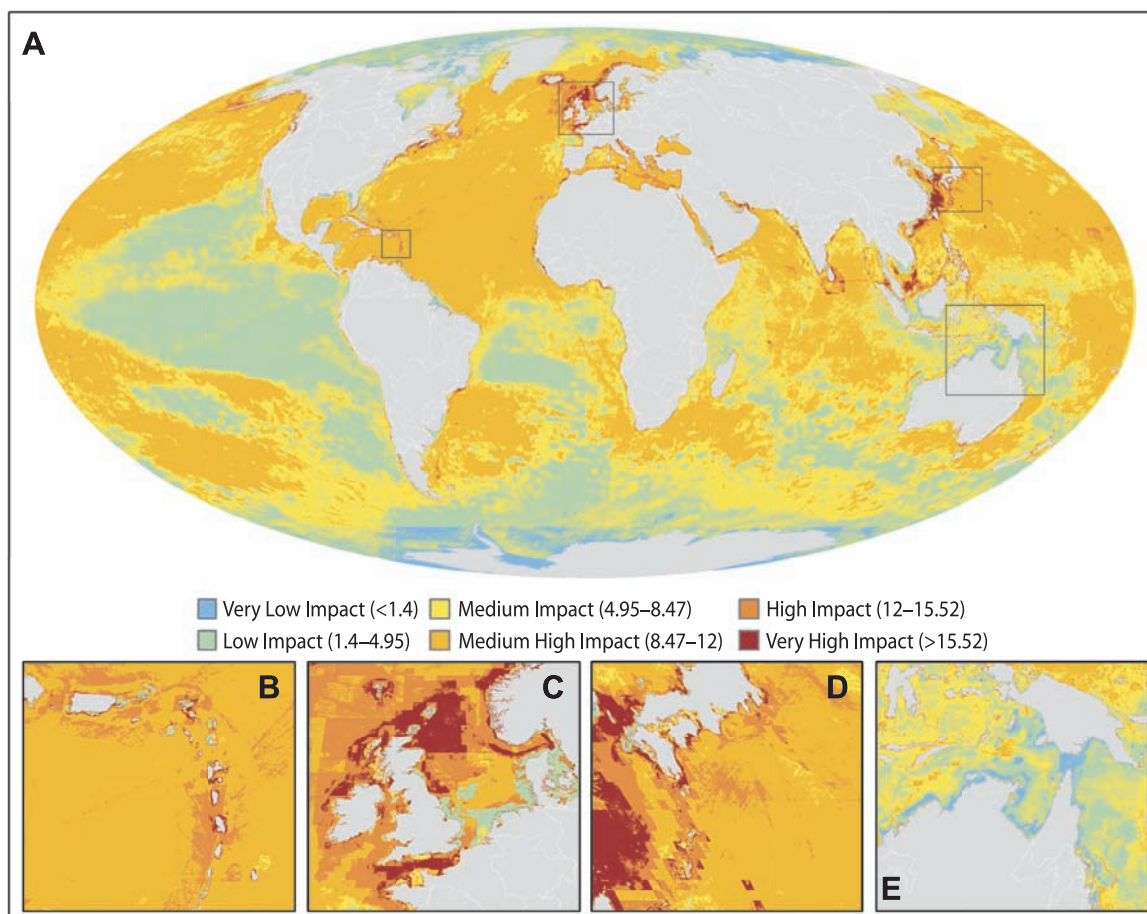 A
Very Low Impact (<1.4) Medium Impact (4.95–8.47) High Impact (12–15.52)
Low Impact (1.4–4.95) Medium High Impact (8.47–12) Very High Impact (>15.52)
B C D
E